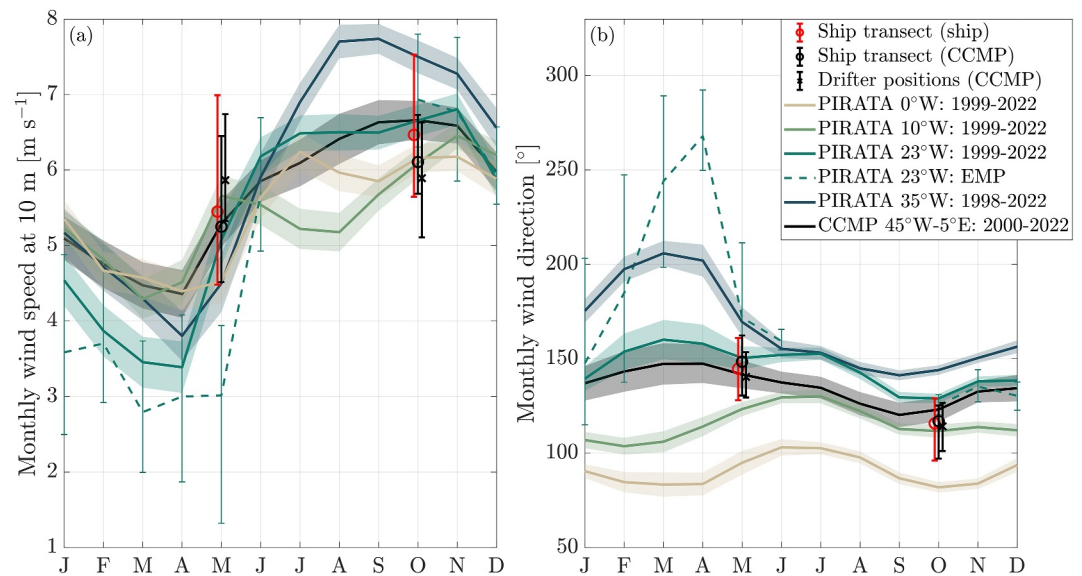 (a)
Monthly wind speed at 10 m [m s⁻¹]
8
7
6
5
4
3
2
1
J F M A M J J A S O N D
(b)
Monthly wind direction [°]
300
250
200
150
100
50
J F M A M J J A S O N D
Ship transect (ship)
Ship transect (CCMP)
Drifter positions (CCMP)
PIRATA 0°W: 1999-2022
PIRATA 10°W: 1999-2022
PIRATA 23°W: 1999-2022
PIRATA 23°W: EMP
PIRATA 35°W: 1998-2022
CCMP 45°W-5°E: 2000-2022